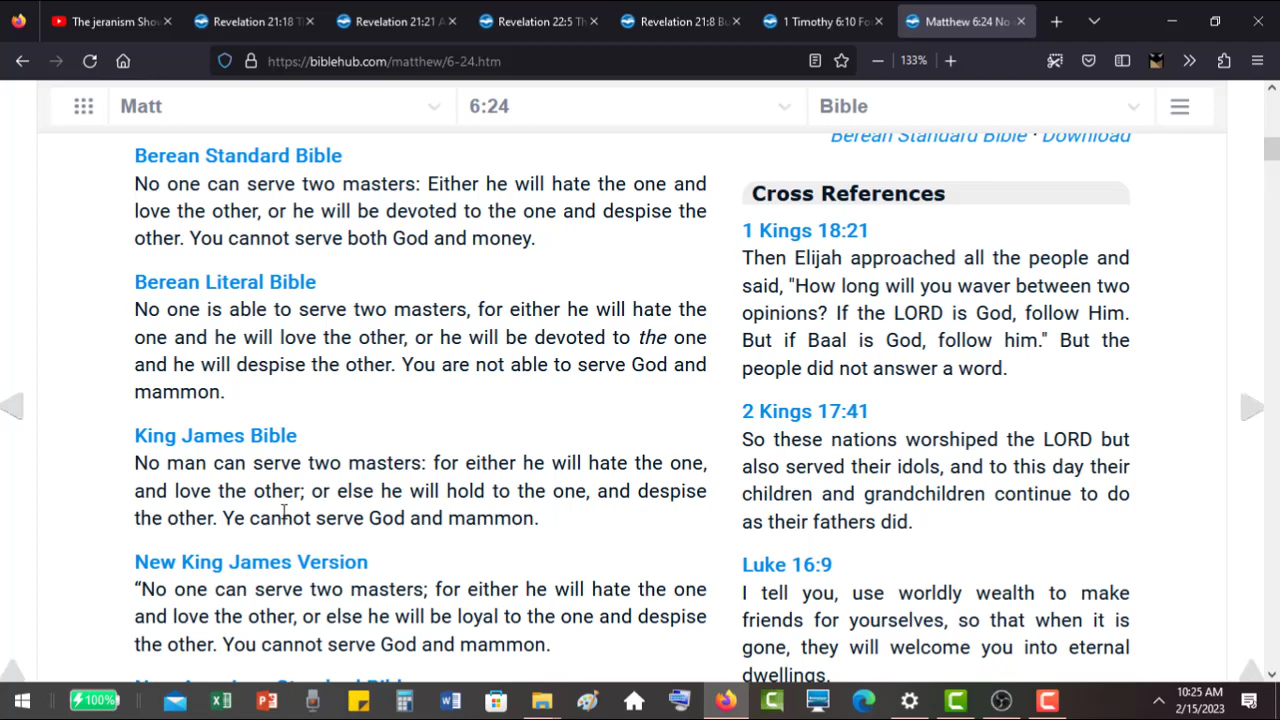 The jeranism Show
Revelation 21:18 Th
Revelation 21:21 A
Revelation 22:5 Th
Revelation 21:8 Bu
1 Timothy 6:10 For
Matthew 6:24 No
https://biblehub.com/matthew/6-24.htm
133%
Matt
6:24
Bible
Berean Standard Bible
No one can serve two masters: Either he will hate the one and
love the other, or he will be devoted to the one and despise the
other. You cannot serve both God and money.
Berean Literal Bible
No one is able to serve two masters, for either he will hate the
one and he will love the other, or he will be devoted to the one
and he will despise the other. You are not able to serve God and
mammon.
King James Bible
No man can serve two masters: for either he will hate the one,
and love the other; or else he will hold to the one, and despise
the other. Ye cannot serve God and mammon.
New King James Version
“No one can serve two masters; for either he will hate the one
and love the other, or else he will be loyal to the one and despise
the other. You cannot serve God and mammon.
Berean Standard Bible · Download
Cross References
1 Kings 18:21
Then Elijah approached all the people and
said, "How long will you waver between two
opinions? If the LORD is God, follow Him.
But if Baal is God, follow him." But the
people did not answer a word.
2 Kings 17:41
So these nations worshiped the LORD but
also served their idols, and to this day their
children and grandchildren continue to do
as their fathers did.
Luke 16:9
I tell you, use worldly wealth to make
friends for yourselves, so that when it is
gone, they will welcome you into eternal
dwellings.
100%
10:25 AM
2/15/2023